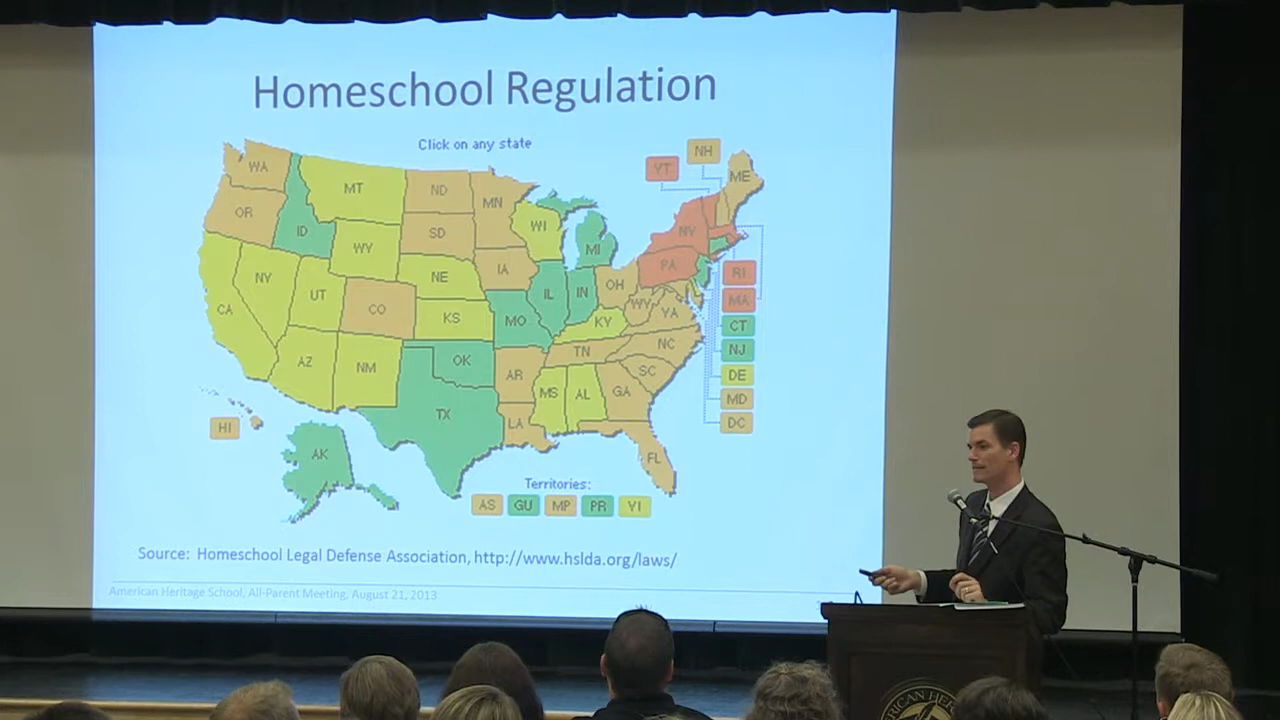 Homeschool Regulation
Click on any state
NH
VT
WA
MT
ND
MN
ME
OR
ID
SD
WI
NY
WY
MI
NV
NE
IA
PA
RI
UT
CO
IL
IN
OH
MA
CA
KS
MO
KY
WV
VA
CT
AZ
NM
OK
AR
TN
NC
NJ
SC
DE
TX
MS
AL
GA
MD
LA
DC
HI
AK
FL
Territories:
AS GU MP PR VI
Source: Homeschool Legal Defense Association, http://www.hslda.org/laws/
American Heritage School, All-Parent Meeting, August 21, 2013
RICAN HER